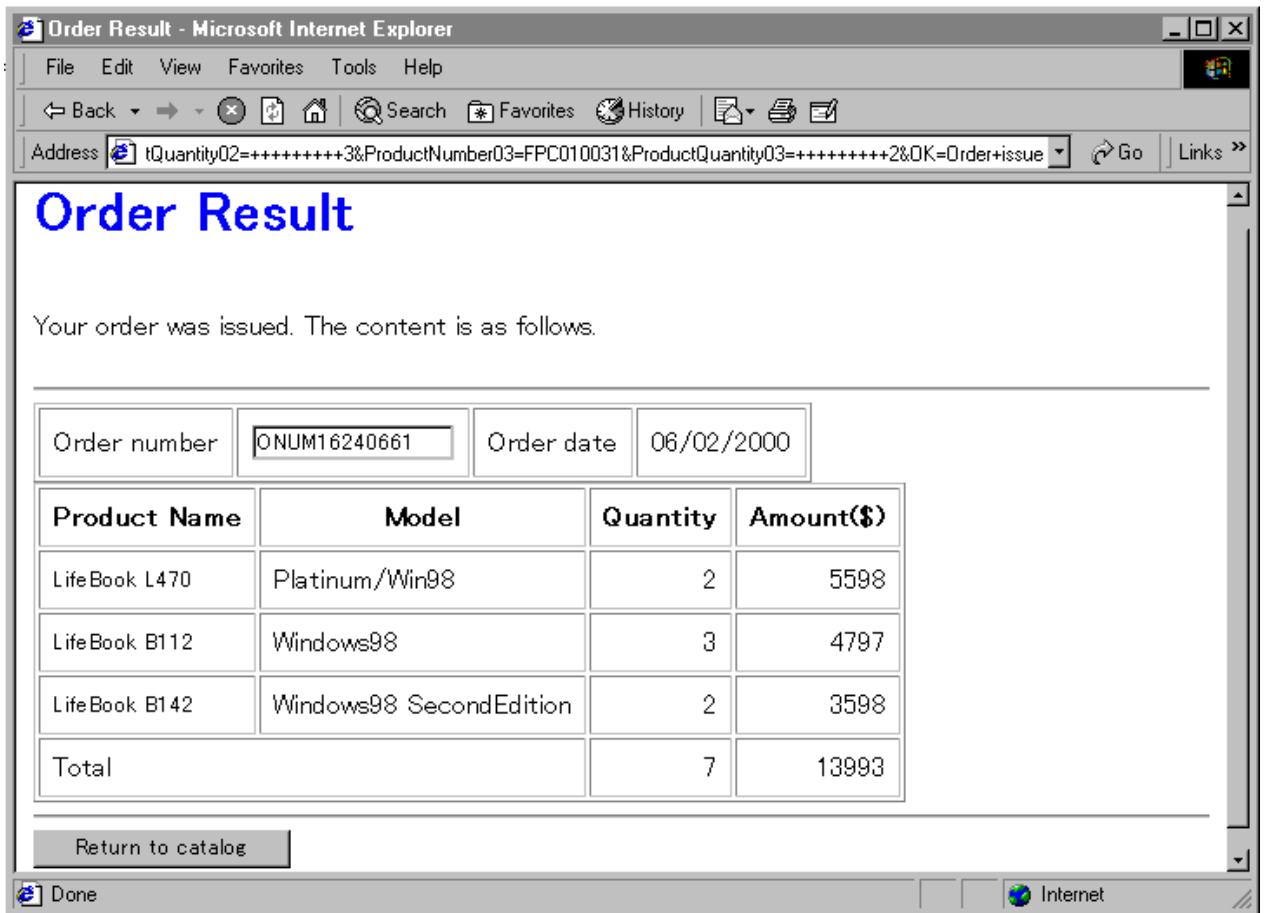 Order Result - Microsoft Internet Explorer
File Edit View Favorites Tools Help
Back Search Favorites History
Address tQuantity02=+++++++++3&ProductNumber03=FPC010031&ProductQuantity03=+++++++++2&OK=Order+issue Go Links »
Order Result
Your order was issued. The content is as follows.
Order number ONUM16240661 Order date 06/02/2000
Product Name Model Quantity Amount($)
LifeBook L470 Platinum/Win98 2 5598
LifeBook B112 Windows98 3 4797
LifeBook B142 Windows98 SecondEdition 2 3598
Total 7 13993
Return to catalog
Done Internet